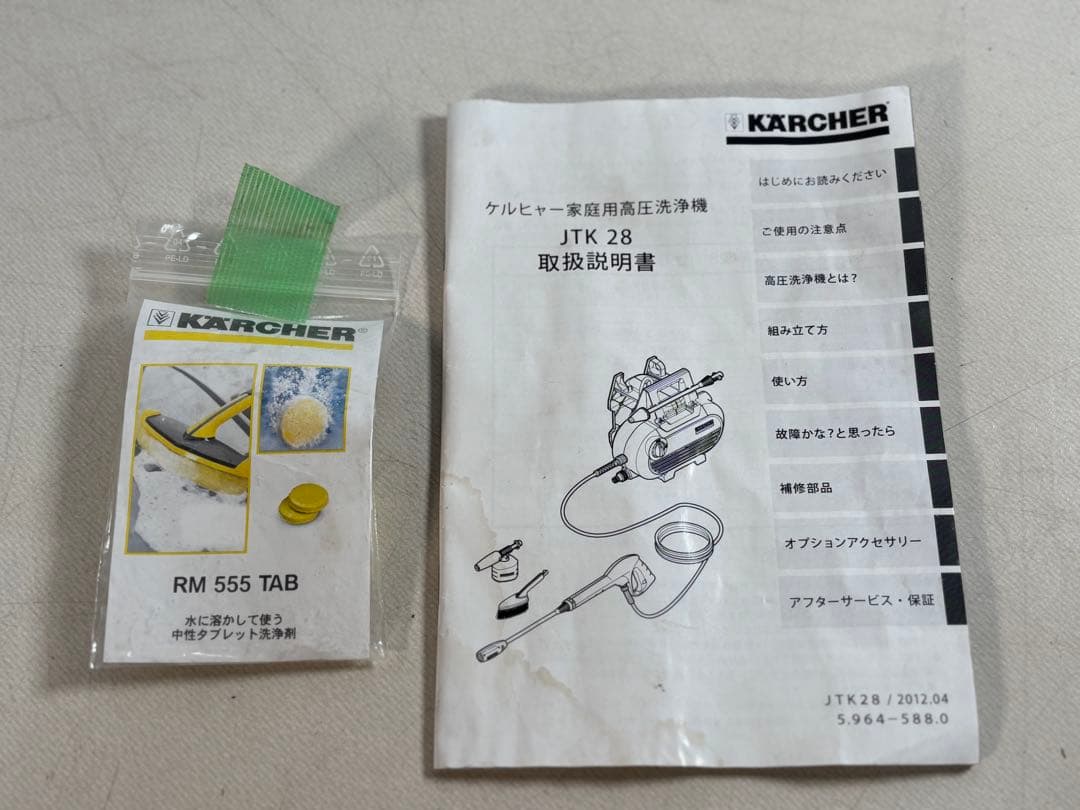 PE-LD
KÄRCHER®
RM 555 TAB
水に溶かして使う
中性タブレット洗浄剤
KÄRCHER
ケルヒャー家庭用高圧洗浄機
JTK 28
取扱説明書
はじめにお読みください
ご使用の注意点
高圧洗浄機とは?
組み立て方
使い方
故障かな?と思ったら
補修部品
オプションアクセサリー
アフターサービス・保証
JTK28 / 2012.04
5.964-588.0